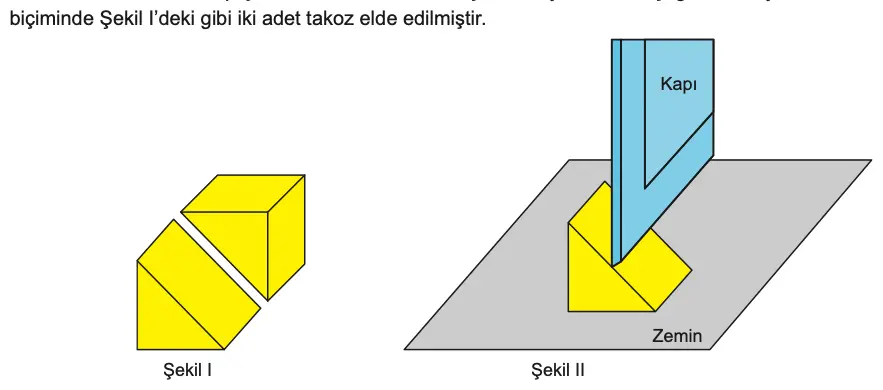 biçiminde Şekil I’deki gibi iki adet takoz elde edilmiştir.
Kapı
Zemin
Şekil I
Şekil II